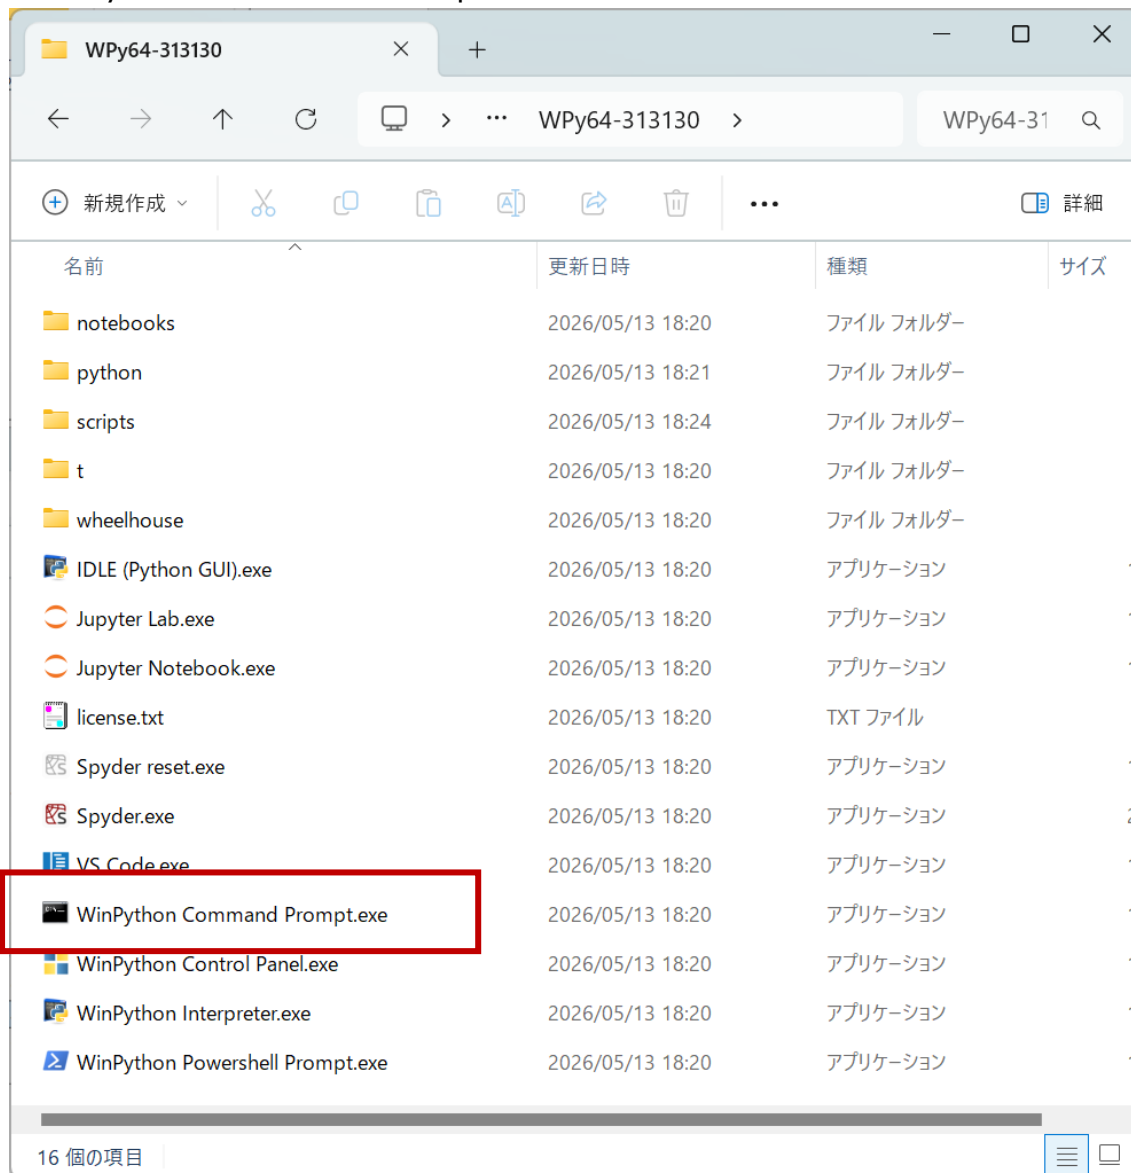 WPy64-313130
WPy64-313130
WPy64-31
新規作成
詳細
名前 更新日時 種類 サイズ
notebooks 2026/05/13 18:20 ファイル フォルダー
python 2026/05/13 18:21 ファイル フォルダー
scripts 2026/05/13 18:24 ファイル フォルダー
t 2026/05/13 18:20 ファイル フォルダー
wheelhouse 2026/05/13 18:20 ファイル フォルダー
IDLE (Python GUI).exe 2026/05/13 18:20 アプリケーション
Jupyter Lab.exe 2026/05/13 18:20 アプリケーション
Jupyter Notebook.exe 2026/05/13 18:20 アプリケーション
license.txt 2026/05/13 18:20 TXT ファイル
Spyder reset.exe 2026/05/13 18:20 アプリケーション
Spyder.exe 2026/05/13 18:20 アプリケーション
VS Code.exe 2026/05/13 18:20 アプリケーション
WinPython Command Prompt.exe 2026/05/13 18:20 アプリケーション
WinPython Control Panel.exe 2026/05/13 18:20 アプリケーション
WinPython Interpreter.exe 2026/05/13 18:20 アプリケーション
WinPython Powershell Prompt.exe 2026/05/13 18:20 アプリケーション
16 個の項目